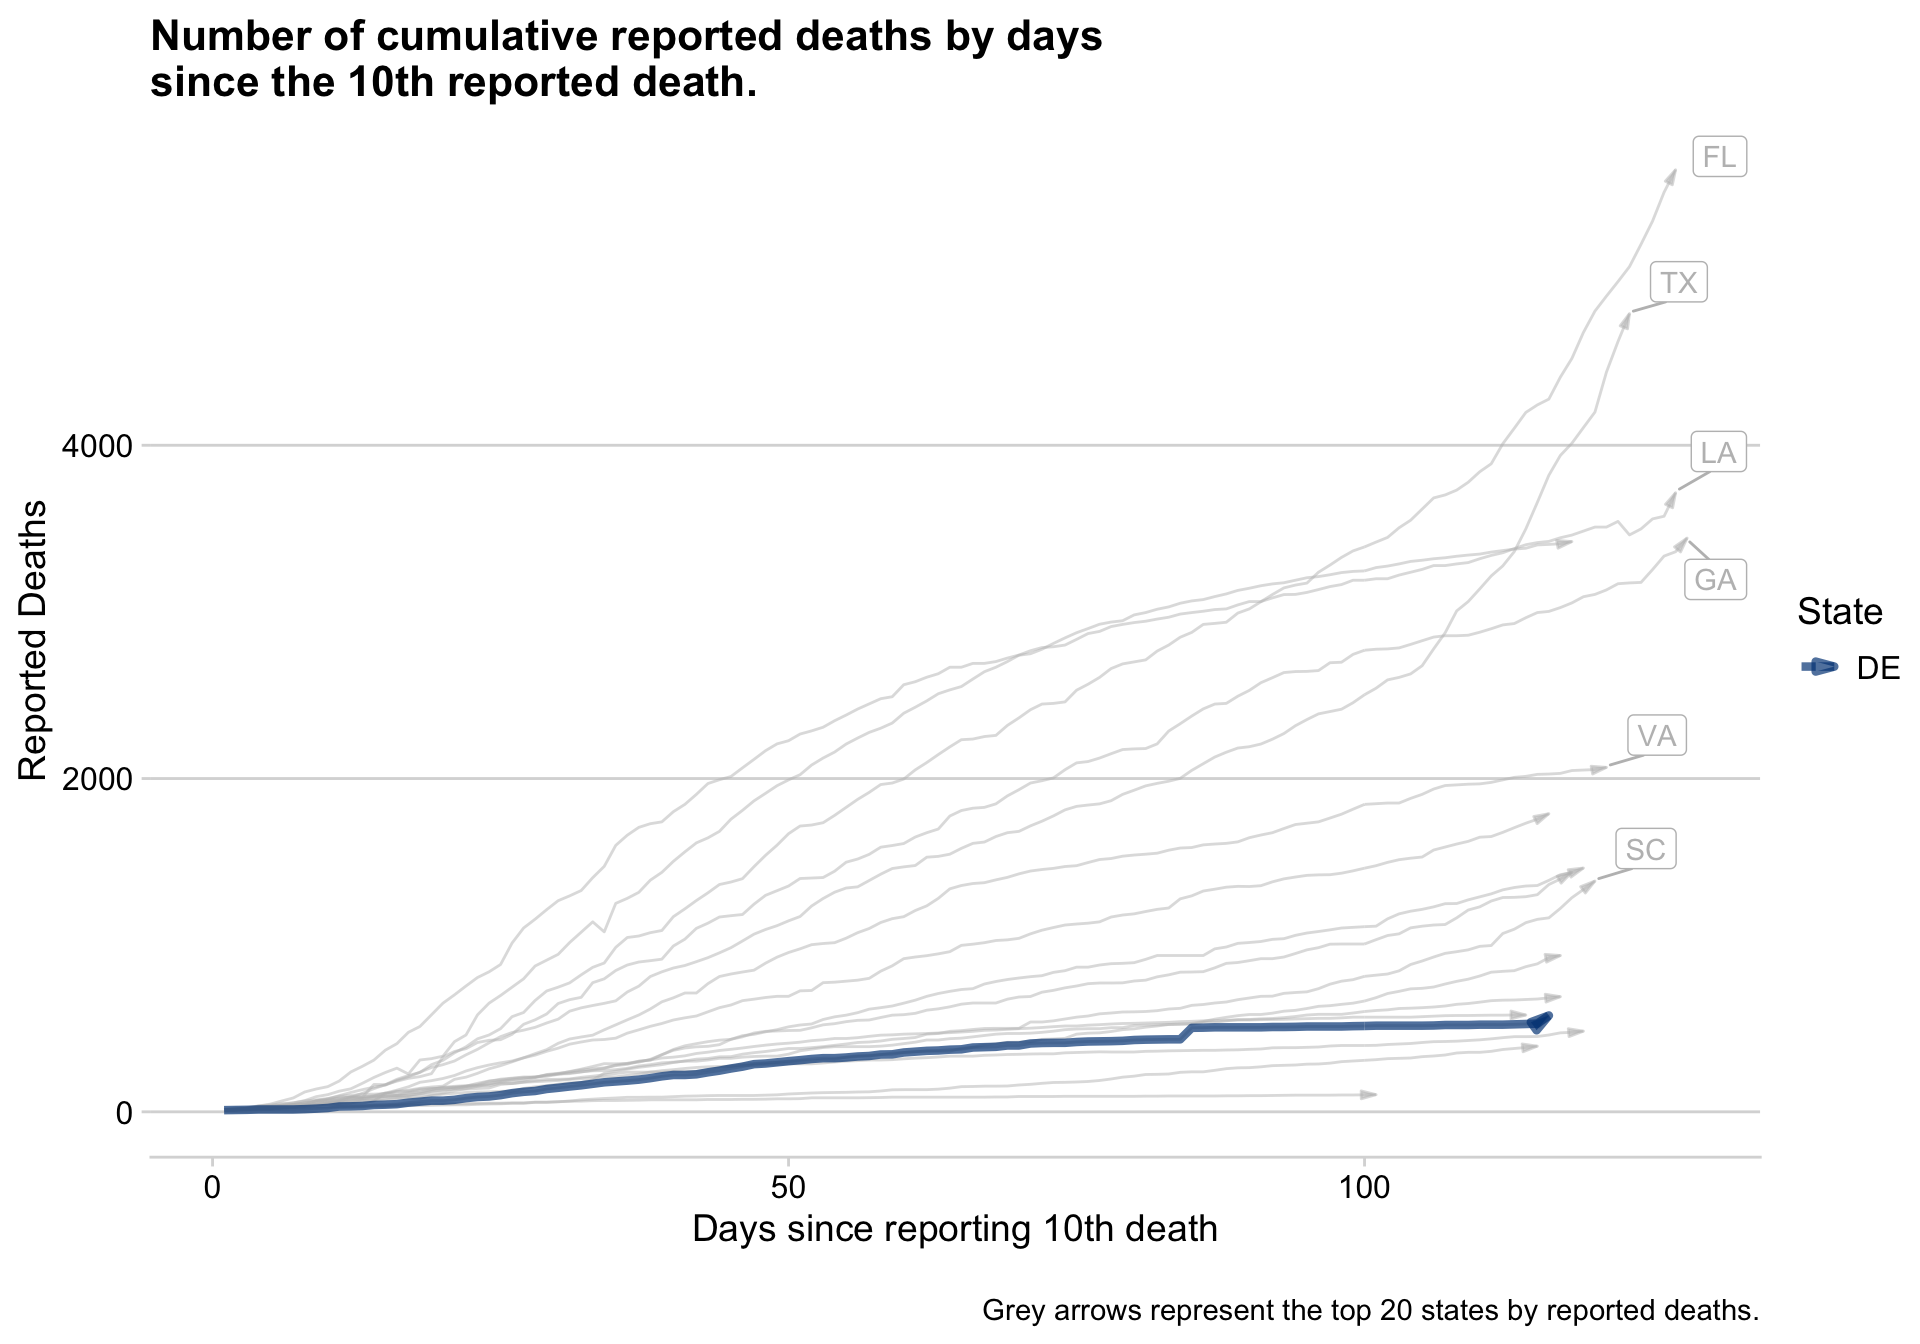 Number of cumulative reported deaths by days
since the 10th reported death.
FL
TX
4000
LA
GA
Reported Deaths
State
DE
VA
2000
SC
0
0
50
100
Days since reporting 10th death
Grey arrows represent the top 20 states by reported deaths.